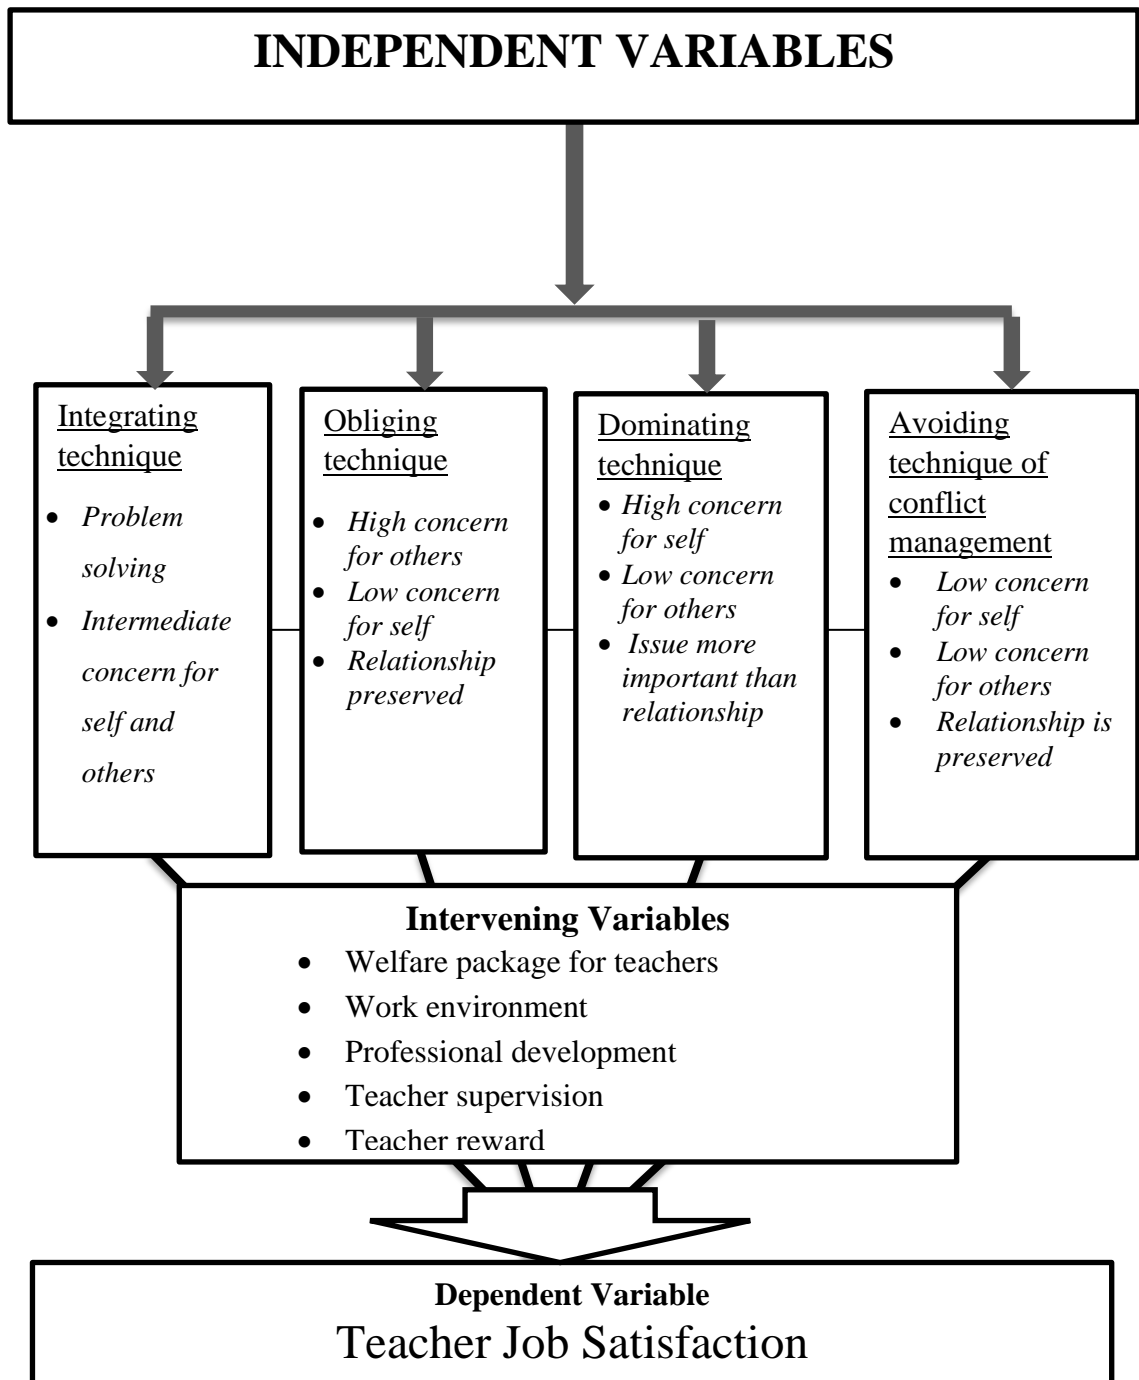 INDEPENDENT VARIABLES
Integrating
technique
• Problem
solving
• Intermediate
concern for
self and
others
Obliging
technique
• High concern
for others
• Low concern
for self
• Relationship
preserved
Dominating
technique
• High concern
for self
• Low concern
for others
• Issue more
important than
relationship
Avoiding
technique of
conflict
management
• Low concern
for self
• Low concern
for others
• Relationship is
preserved
Intervening Variables
• Welfare package for teachers
• Work environment
• Professional development
• Teacher supervision
• Teacher reward
Dependent Variable
Teacher Job Satisfaction